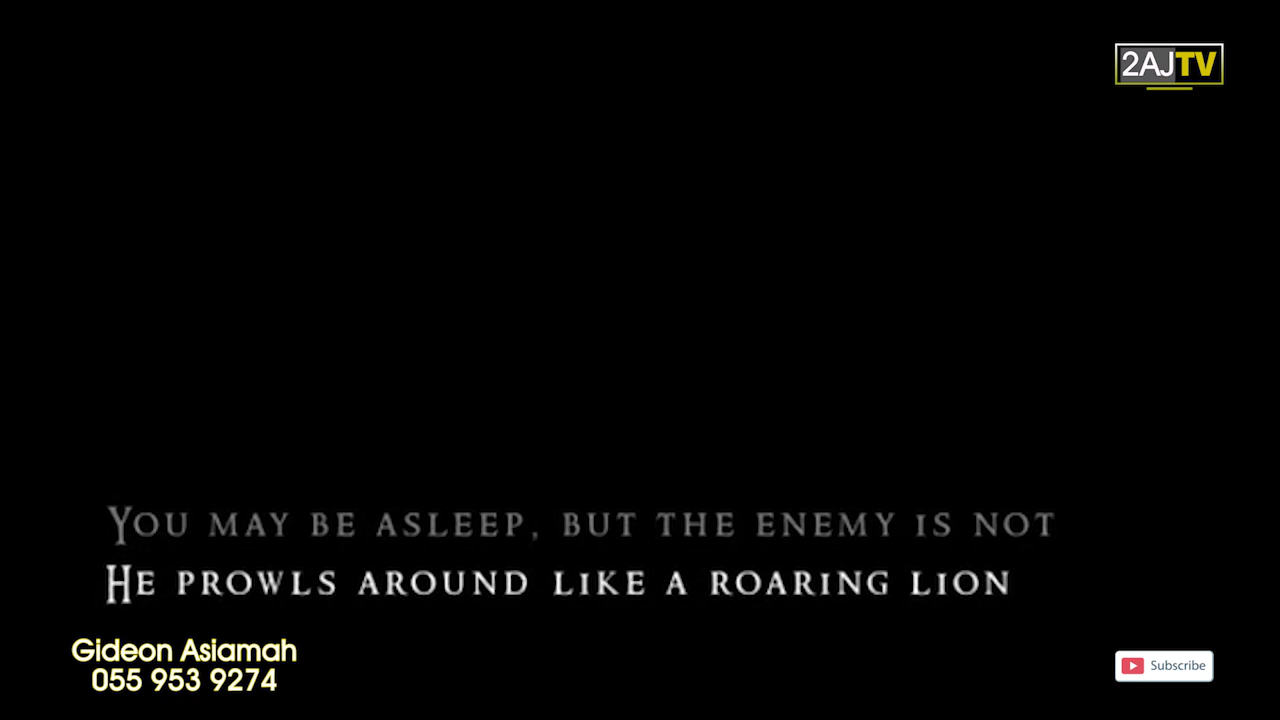 2AJTV
You may be asleep, but the enemy is not
He prowls around like a roaring lion
Gideon Asiamah
055 953 9274
Subscribe